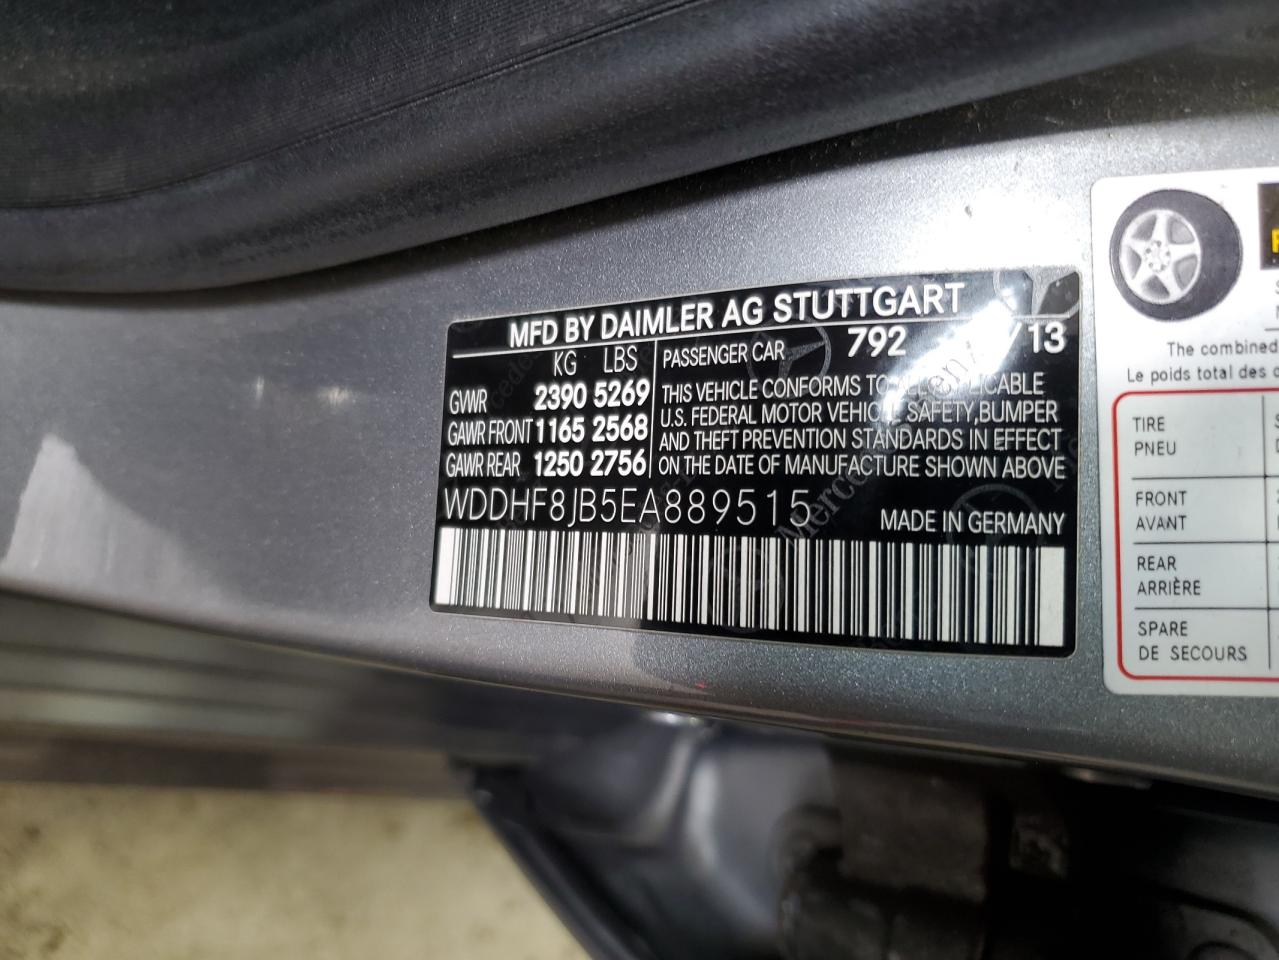 MFD BY DAIMLER AG STUTTGART
KG LBS
GVWR 2390 5269
GAWR FRONT 1165 2568
GAWR REAR 1250 2756
PASSENGER CAR 792 /13
THIS VEHICLE CONFORMS TO ALL APPLICABLE
U.S. FEDERAL MOTOR VEHICLE SAFETY, BUMPER
AND THEFT PREVENTION STANDARDS IN EFFECT
ON THE DATE OF MANUFACTURE SHOWN ABOVE
WDDHF8JB5EA889515
MADE IN GERMANY
The combined
Le poids total des
TIRE
PNEU
FRONT
AVANT
REAR
ARRIÈRE
SPARE
DE SECOURS